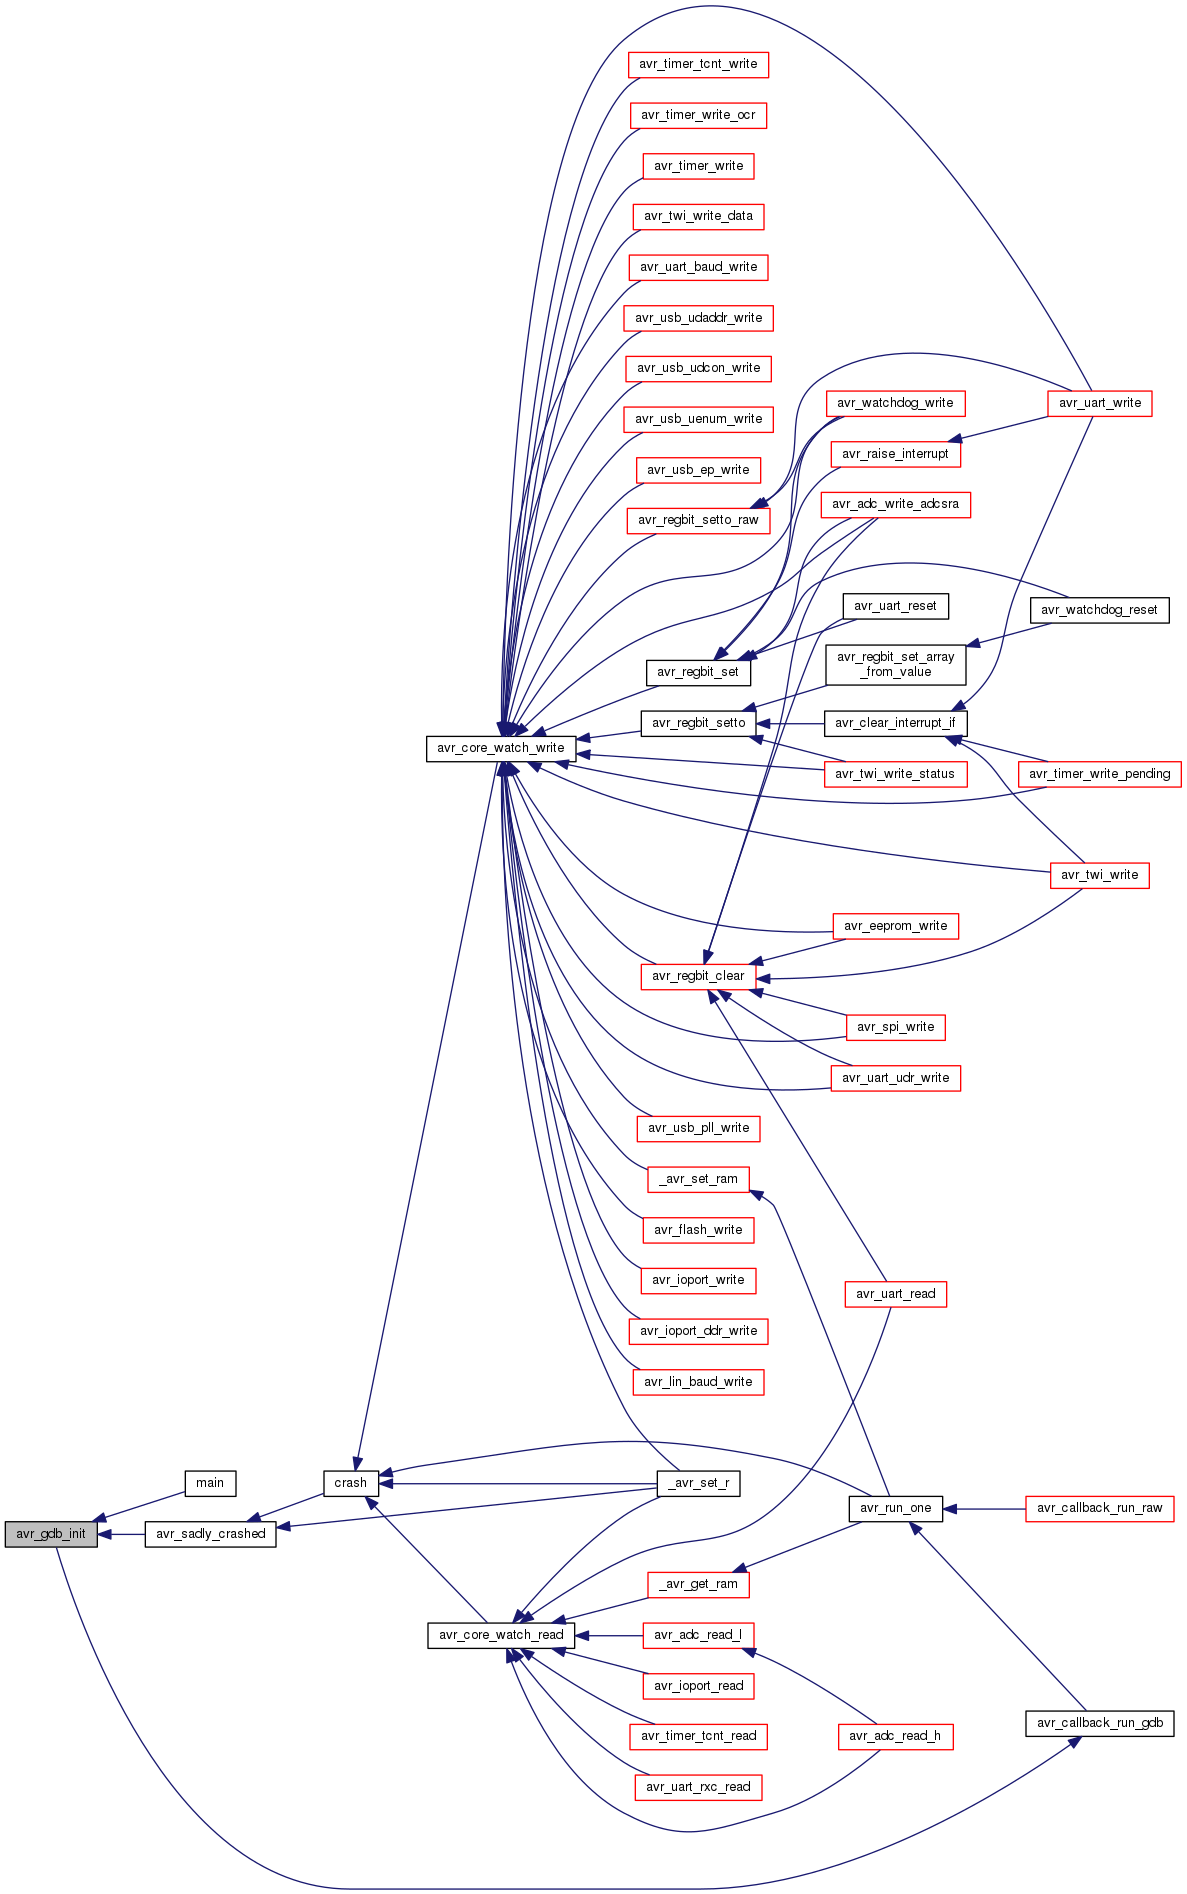 avr_timer_tcnt_write
avr_timer_write_ocr
avr_timer_write
avr_twi_write_data
avr_uart_baud_write
avr_usb_udaddr_write
avr_usb_udcon_write
avr_usb_uenum_write
avr_usb_ep_write
avr_regbit_setto_raw
avr_watchdog_write
avr_uart_write
avr_raise_interrupt
avr_adc_write_adcsra
avr_uart_reset
avr_watchdog_reset
avr_regbit_set_array
_from_value
avr_regbit_set
avr_regbit_setto
avr_clear_interrupt_if
avr_core_watch_write
avr_twi_write_status
avr_timer_write_pending
avr_twi_write
avr_eeprom_write
avr_regbit_clear
avr_spi_write
avr_uart_udr_write
avr_usb_pll_write
_avr_set_ram
avr_flash_write
avr_ioport_write
avr_uart_read
avr_ioport_ddr_write
avr_lin_baud_write
main
crash
_avr_set_r
avr_run_one
avr_callback_run_raw
avr_gdb_init
avr_sadly_crashed
_avr_get_ram
avr_core_watch_read
avr_adc_read_l
avr_ioport_read
avr_callback_run_gdb
avr_timer_tcnt_read
avr_adc_read_h
avr_uart_rxc_read